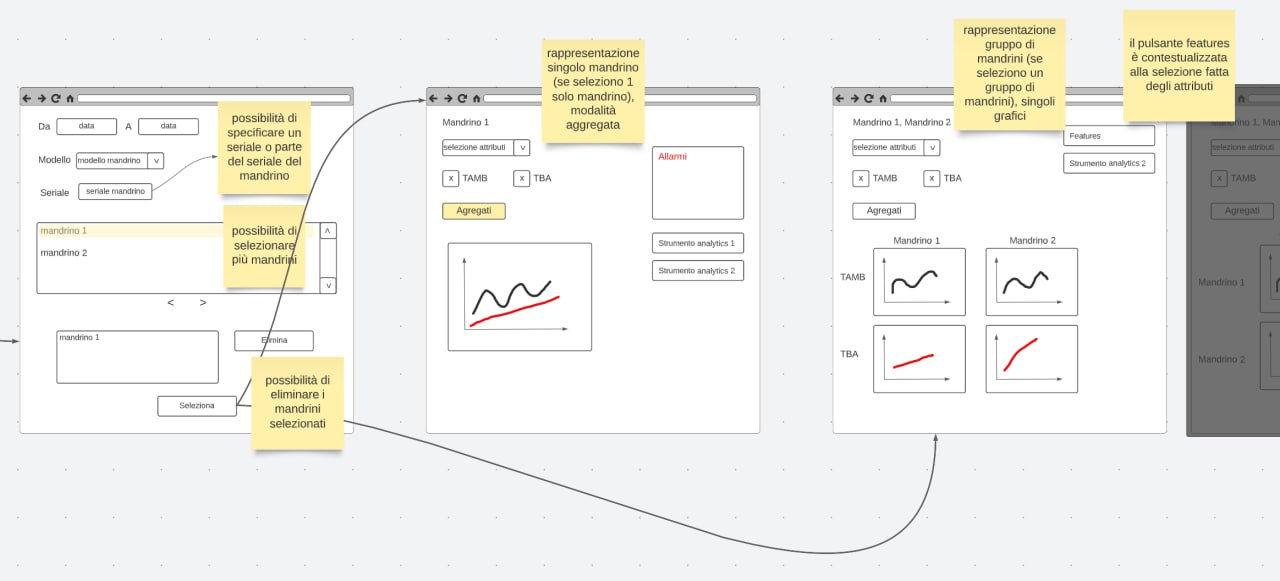 Da
data
A
data
Modello
modello mandrino
v
Seriale
seriale mandrino
possibilità di
specificare un
seriale o parte
del seriale del
mandrino
mandrino 1
mandrino 2
possibilità di
selezionare
più mandrini
<
>
mandrino 1
Elimina
Seleziona
possibilità di
eliminare i
mandrini
selezionati
rappresentazione
singolo mandrino
(se seleziono 1
solo mandrino),
modalità
aggregata
Mandrino 1
selezione attributi
v
x TAMB
x TBA
Agregati
Allarmi
Strumento analytics 1
Strumento analytics 2
rappresentazione
gruppo di
mandrini (se
seleziono un
gruppo di
mandrini), singoli
grafici
il pulsante features
è contestualizzata
alla selezione fatta
degli attributi
Mandrino 1, Mandrino 2
selezione attributi
v
x TAMB
x TBA
Agregati
Features
Strumento analytics 2
Mandrino 1
Mandrino 2
TAMB
TBA
selezione attributi
x TAMB
Agregati
Mandrino 1
Mandrino 2